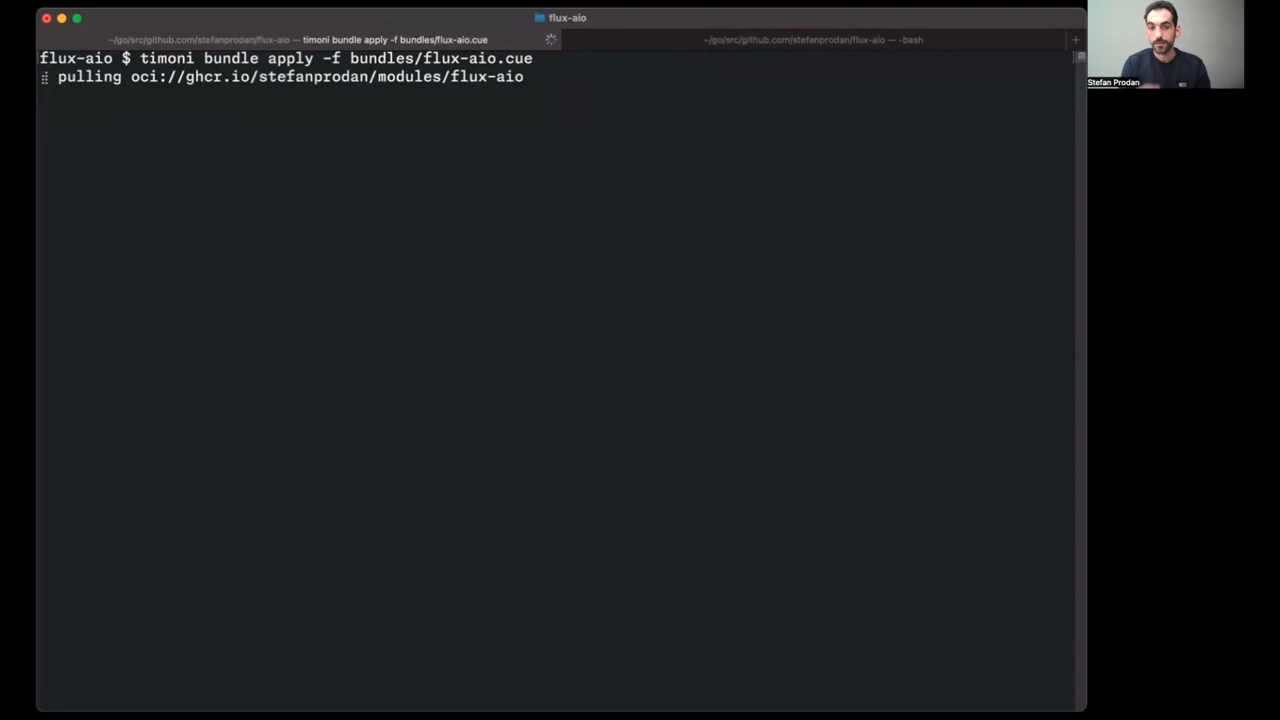 flux-aio
~/go/src/github.com/stefanprodan/flux-aio — timoni bundle apply -f bundles/flux-aio.cue
~/go/src/github.com/stefanprodan/flux-aio — -bash
+
flux-aio $ timoni bundle apply -f bundles/flux-aio.cue
pulling oci://ghcr.io/stefanprodan/modules/flux-aio
Stefan Prodan